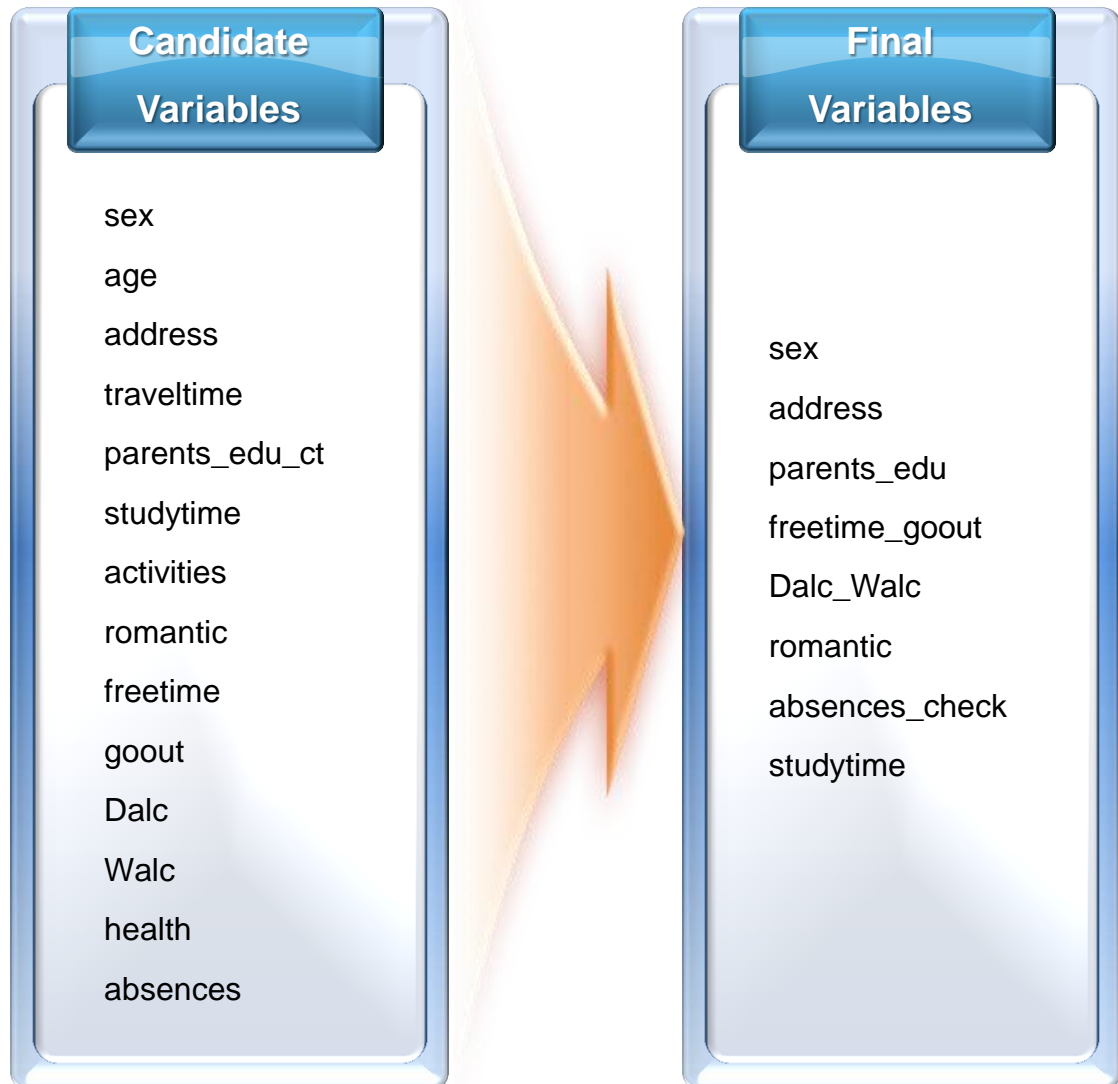 Candidate
Variables
sex
age
address
traveltime
parents_edu_ct
studytime
activities
romantic
freetime
goout
Dalc
Walc
health
absences
Final
Variables
sex
address
parents_edu
freetime_goout
Dalc_Walc
romantic
absences_check
studytime